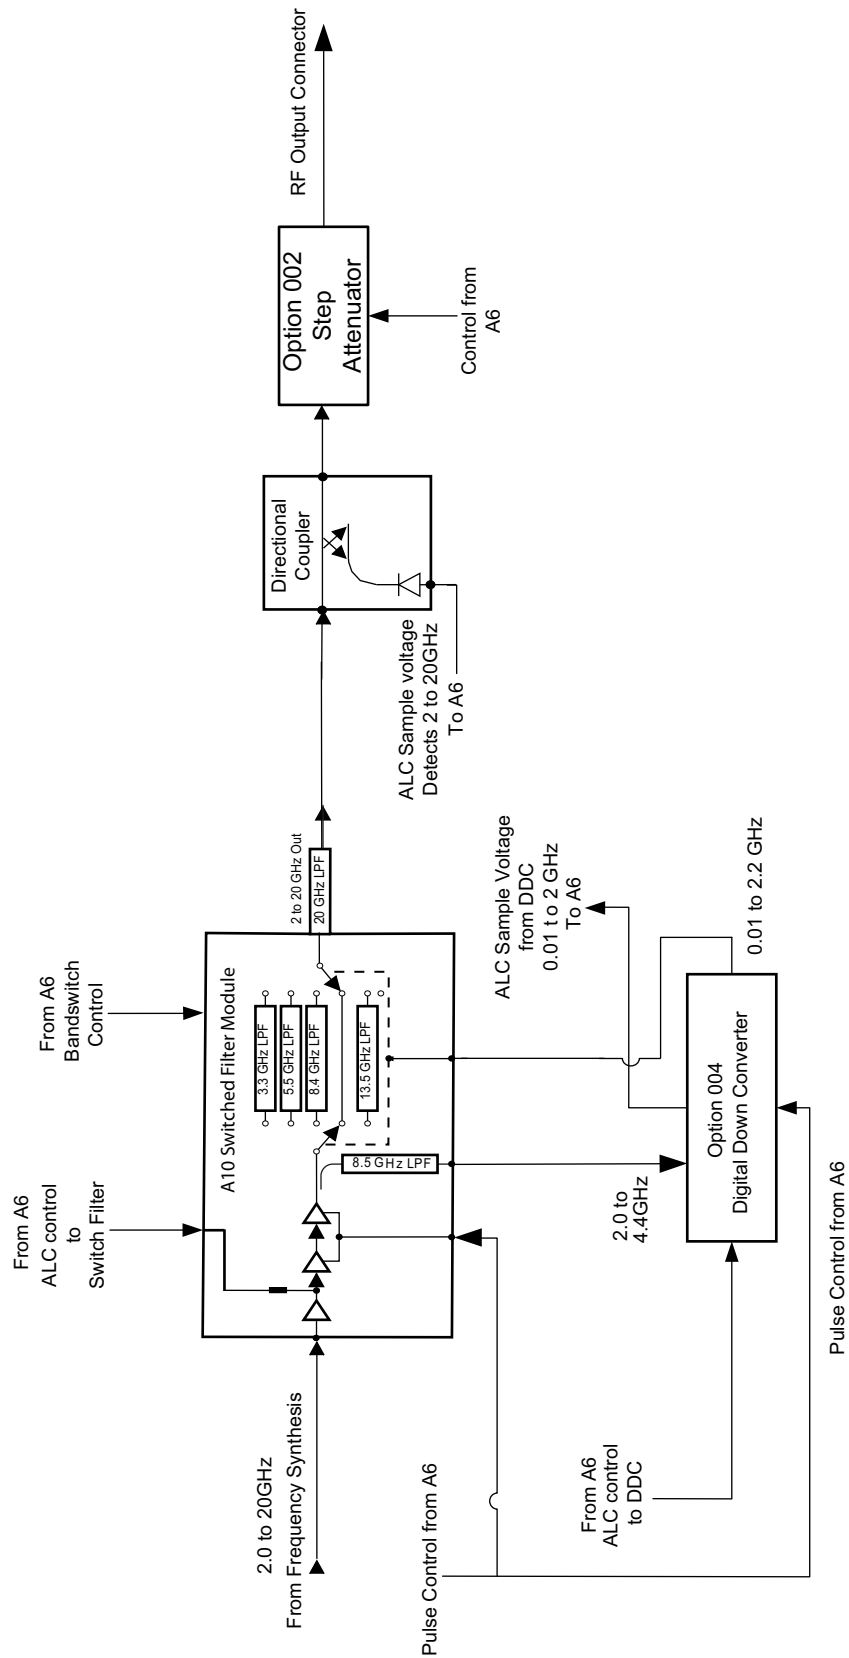 From A6
ALC control
to
Switch Filter
From A6
Bandswitch
Control
2.0 to 20GHz
From Frequency Synthesis
A10 Switched Filter Module
3.3 GHz LPF
5.5 GHz LPF
8.4 GHz LPF
13.5 GHz LPF
8.5 GHz LPF
2 to 20 GHz Out
20 GHz LPF
Directional
Coupler
ALC Sample voltage
Detects 2 to 20GHz
To A6
Option 002
Step
Attenuator
RF Output Connector
Control from
A6
Pulse Control from A6
From A6
ALC control
to DDC
2.0 to
4.4GHz
Option 004
Digital Down Converter
ALC Sample Voltage
from DDC
0.01 t o 2 GHz
To A6
0.01 to 2.2 GHz
Pulse Control from A6